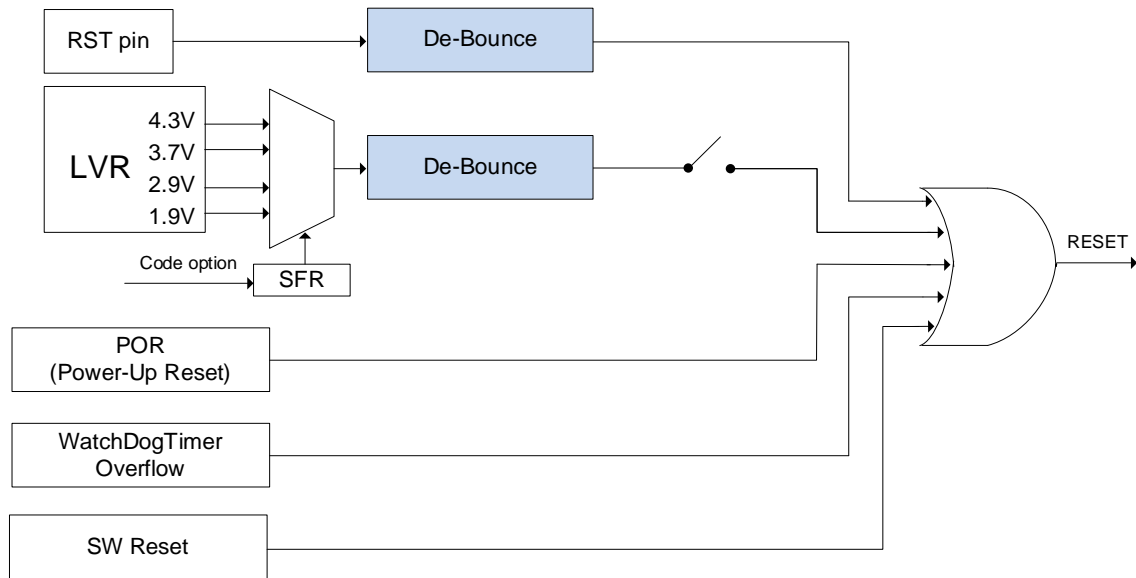 RST pin
De-Bounce
LVR
4.3V
3.7V
2.9V
1.9V
De-Bounce
Code option
SFR
RESET
POR
(Power-Up Reset)
WatchDogTimer
Overflow
SW Reset